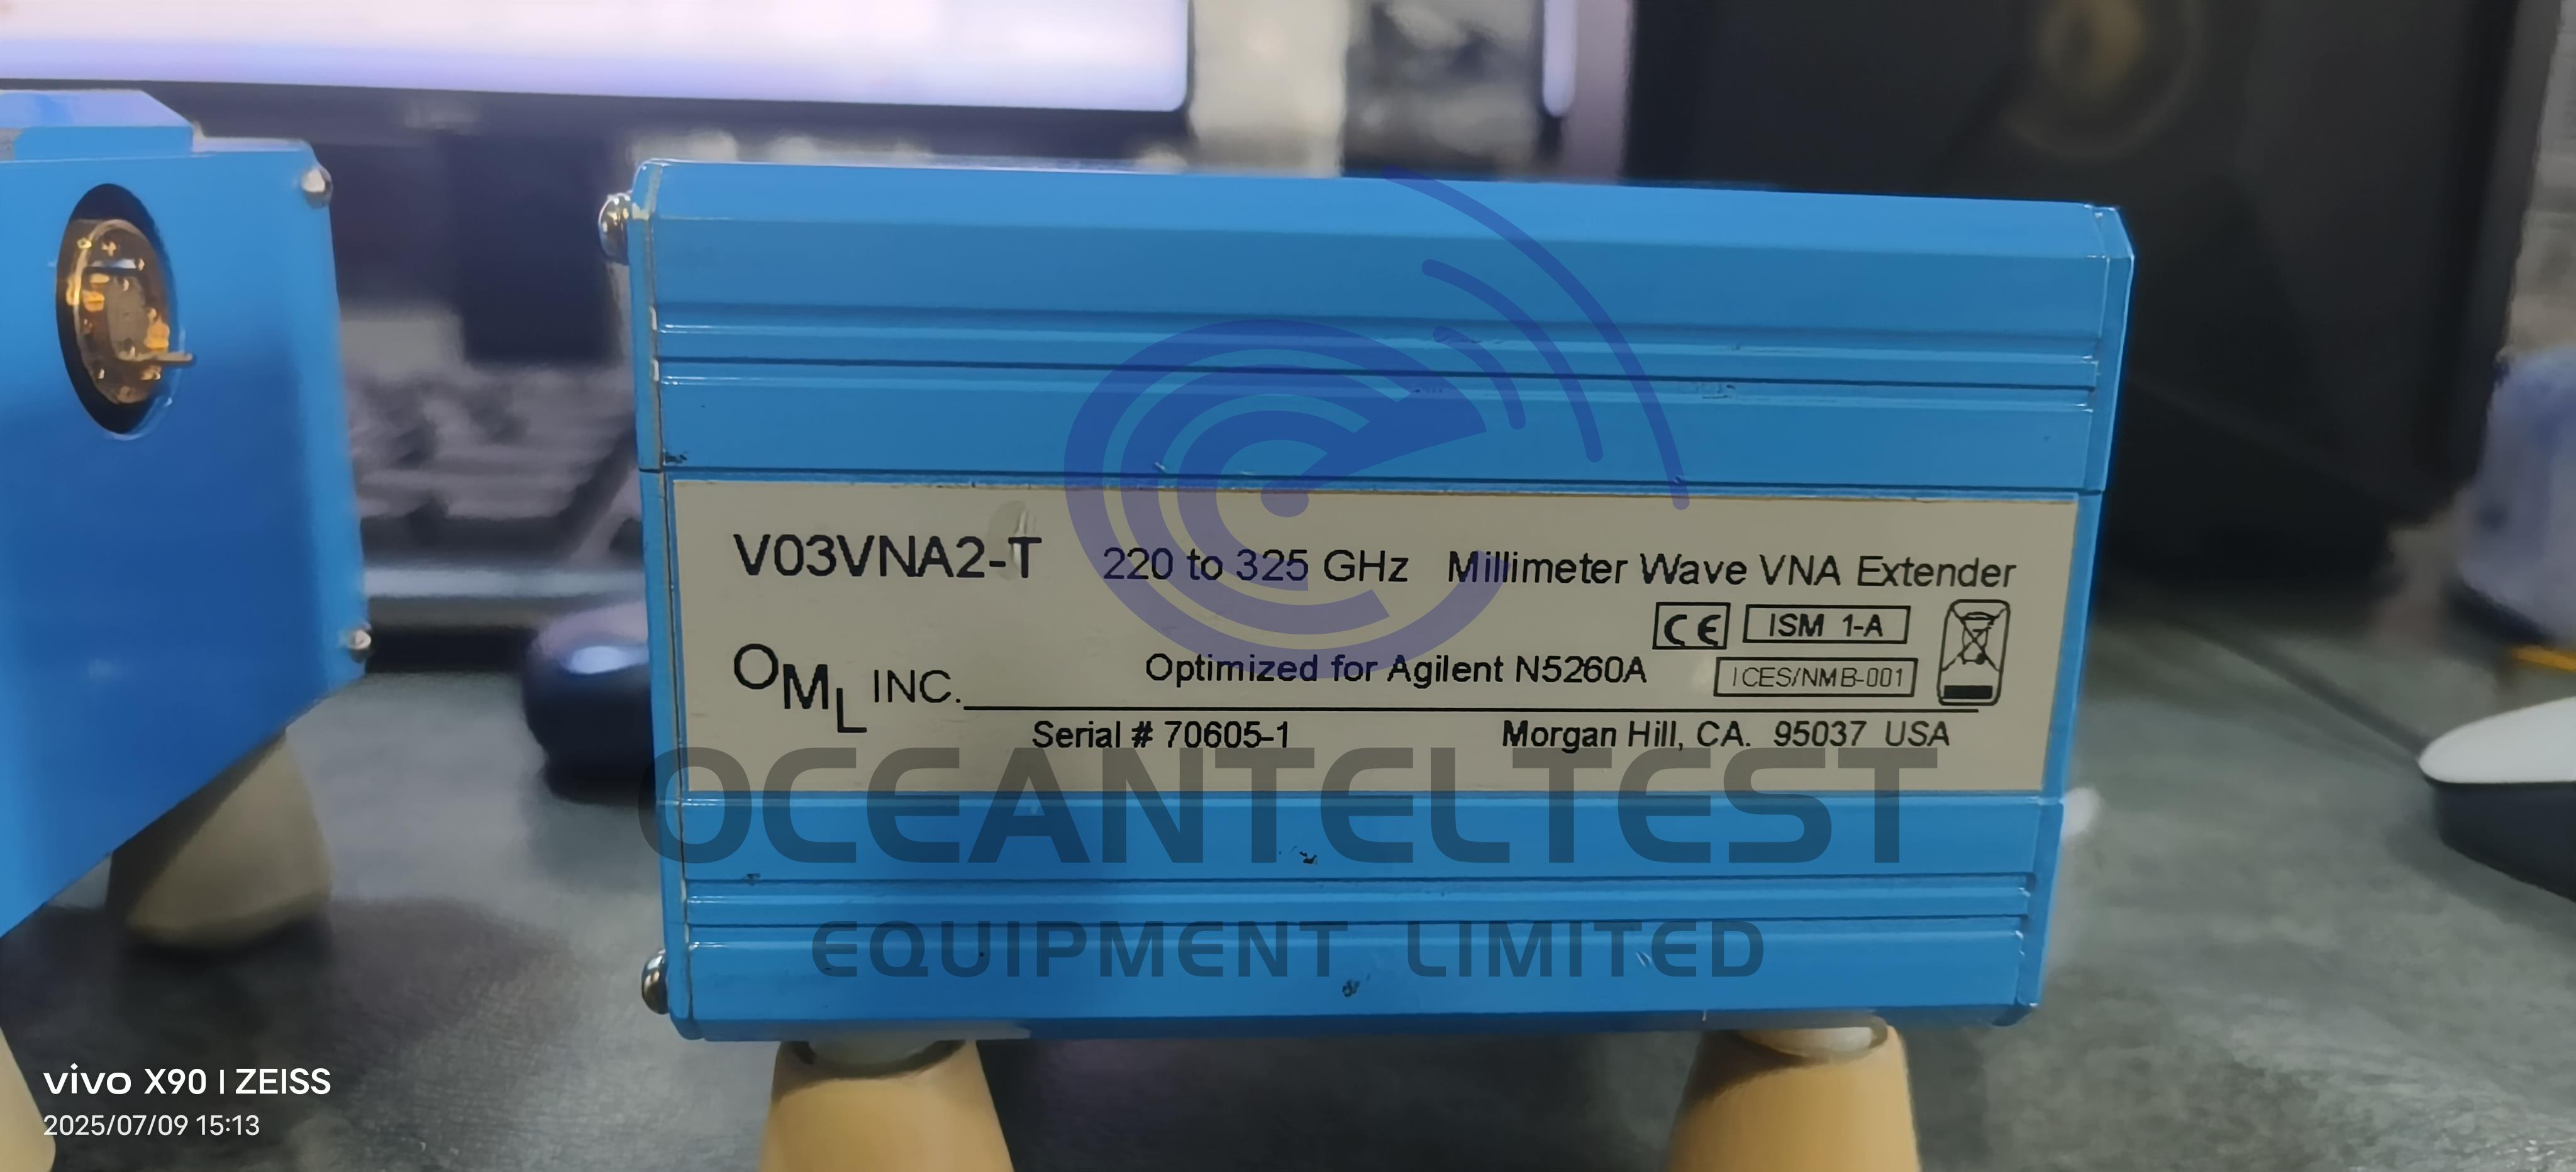 V03VNA2-T 220 to 325 GHz Millimeter Wave VNA Extender
CE ISM 1-A
OML INC. Optimized for Agilent N5260A ICES/NMB-001
Serial # 70605-1 Morgan Hill, CA. 95037 USA
OCEANTELTEST
EQUIPMENT LIMITED
vivo X90 | ZEISS
2025/07/09 15:13